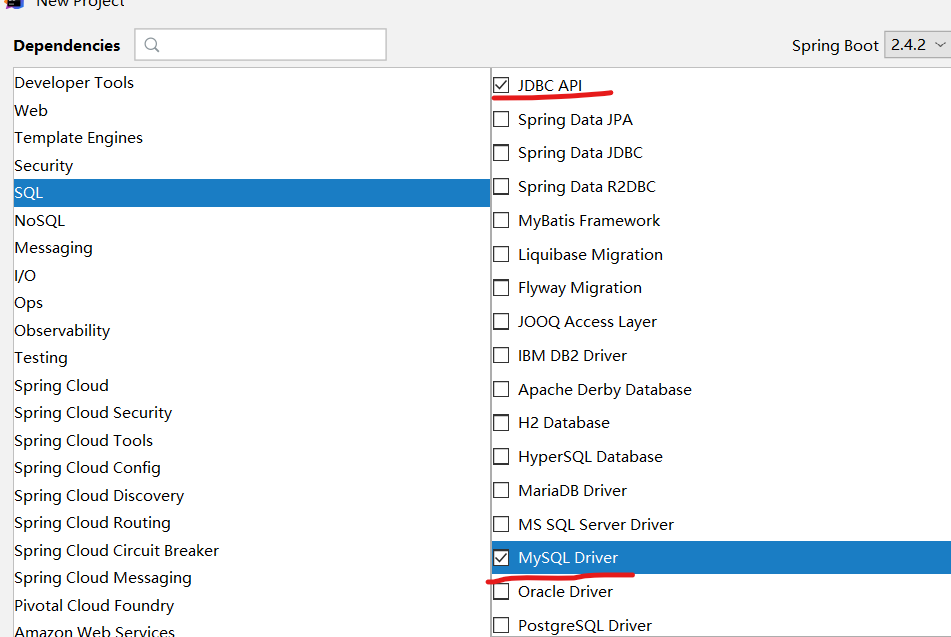 New Project
Dependencies
Spring Boot 2.4.2
Developer Tools
Web
Template Engines
Security
SQL
NoSQL
Messaging
I/O
Ops
Observability
Testing
Spring Cloud
Spring Cloud Security
Spring Cloud Tools
Spring Cloud Config
Spring Cloud Discovery
Spring Cloud Routing
Spring Cloud Circuit Breaker
Spring Cloud Messaging
Pivotal Cloud Foundry
Amazon Web Services
JDBC API
Spring Data JPA
Spring Data JDBC
Spring Data R2DBC
MyBatis Framework
Liquibase Migration
Flyway Migration
JOOQ Access Layer
IBM DB2 Driver
Apache Derby Database
H2 Database
HyperSQL Database
MariaDB Driver
MS SQL Server Driver
MySQL Driver
Oracle Driver
PostgreSQL Driver